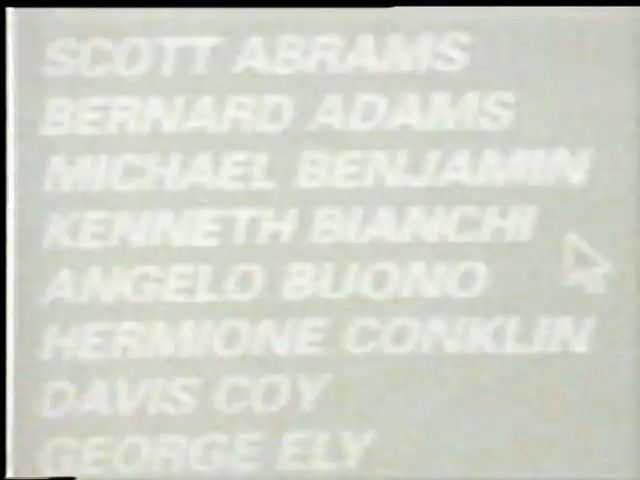 SCOTT ABRAMS
BERNARD ADAMS
MICHAEL BENJAMIN
KENNETH BIANCHI
ANGELO BUONO
HERMIONE CONKLIN
DAVIS COY
GEORGE ELY